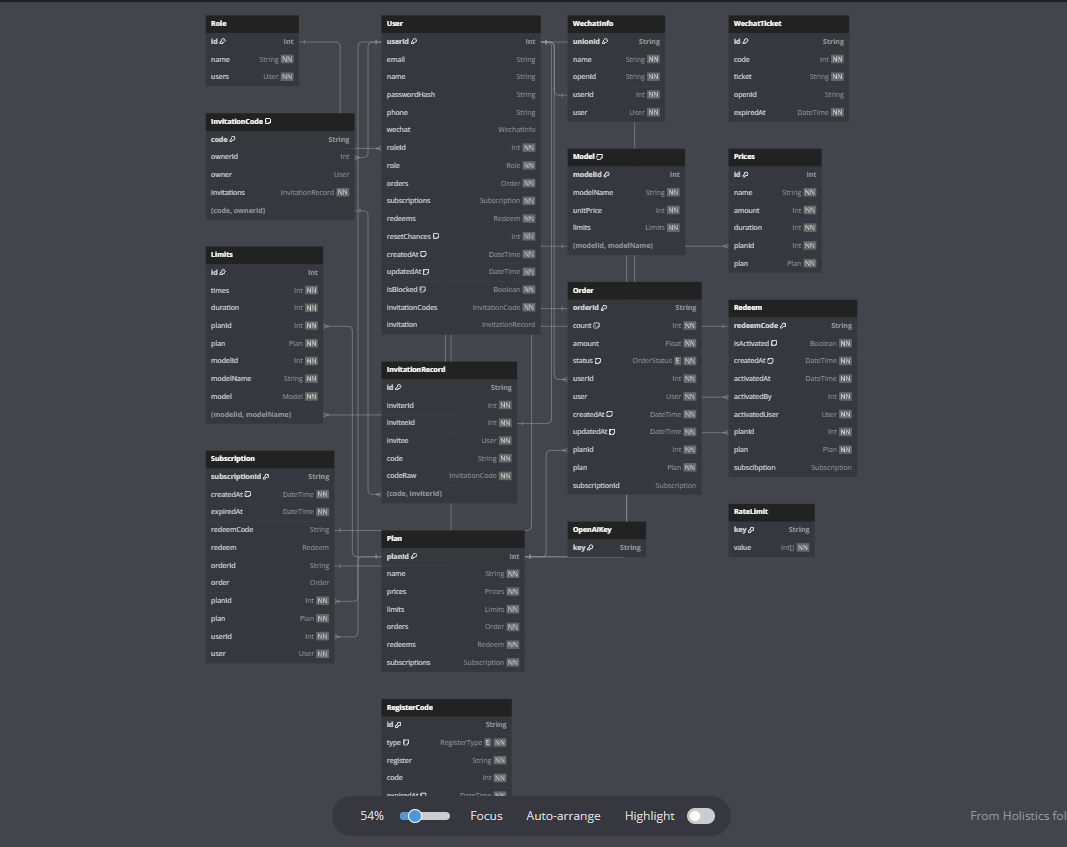 Role
id Int
name String NN
users User NN
InvitationCode
code String
ownerId Int
owner User
invitations InvitationRecord NN
(code, ownerId)
Limits
id Int
times Int NN
duration Int NN
planId Int NN
plan Plan NN
modelId Int NN
modelName String NN
model Model NN
(modelId, modelName)
Subscription
subscriptionId String
createdAt DateTime NN
expiredAt DateTime NN
redeemCode String
redeem Redeem
orderId String
order Order
planId Int NN
plan Plan NN
userId Int NN
user User NN
User
userId Int
email String
name String
passwordHash String
phone String
wechat WechatInfo
roleId Int NN
role Role NN
orders Order NN
subscriptions Subscription NN
redeems Redeem NN
resetChances Int NN
createdAt DateTime NN
updatedAt DateTime NN
isBlocked Boolean NN
invitationCodes InvitationCode NN
invitation InvitationRecord
InvitationRecord
id String
inviterId Int NN
inviteeId Int NN
invitee User NN
code String NN
codeRaw InvitationCode NN
(code, inviterId)
Plan
planId Int
name String NN
prices Prices NN
limits Limits NN
orders Order NN
redeems Redeem NN
subscriptions Subscription NN
RegisterCode
id String
type RegisterType E NN
register String NN
code Int NN
expiredAt DateTime NN
WechatInfo
unionId String
name String NN
openId String NN
userId Int NN
user User NN
Model
modelId Int
modelName String NN
unitPrice Int NN
limits Limits NN
(modelId, modelName)
Order
orderId String
count Int NN
amount Float NN
status OrderStatus E NN
userId Int NN
user User NN
createdAt DateTime NN
updatedAt DateTime NN
planId Int NN
plan Plan NN
subscriptionId Subscription
OpenAIKey
key String
WechatTicket
id String
code Int NN
ticket String NN
openId String
expiredAt DateTime NN
Prices
id Int
name String NN
amount Int NN
duration Int NN
planId Int NN
plan Plan NN
Redeem
redeemCode String
isActivated Boolean NN
createdAt DateTime NN
activatedAt DateTime NN
activatedBy Int NN
activatedUser User NN
planId Int NN
plan Plan NN
subscibption Subscription
RateLimit
key String
value Int[] NN
54% Focus Auto-arrange Highlight
From Holistics fol